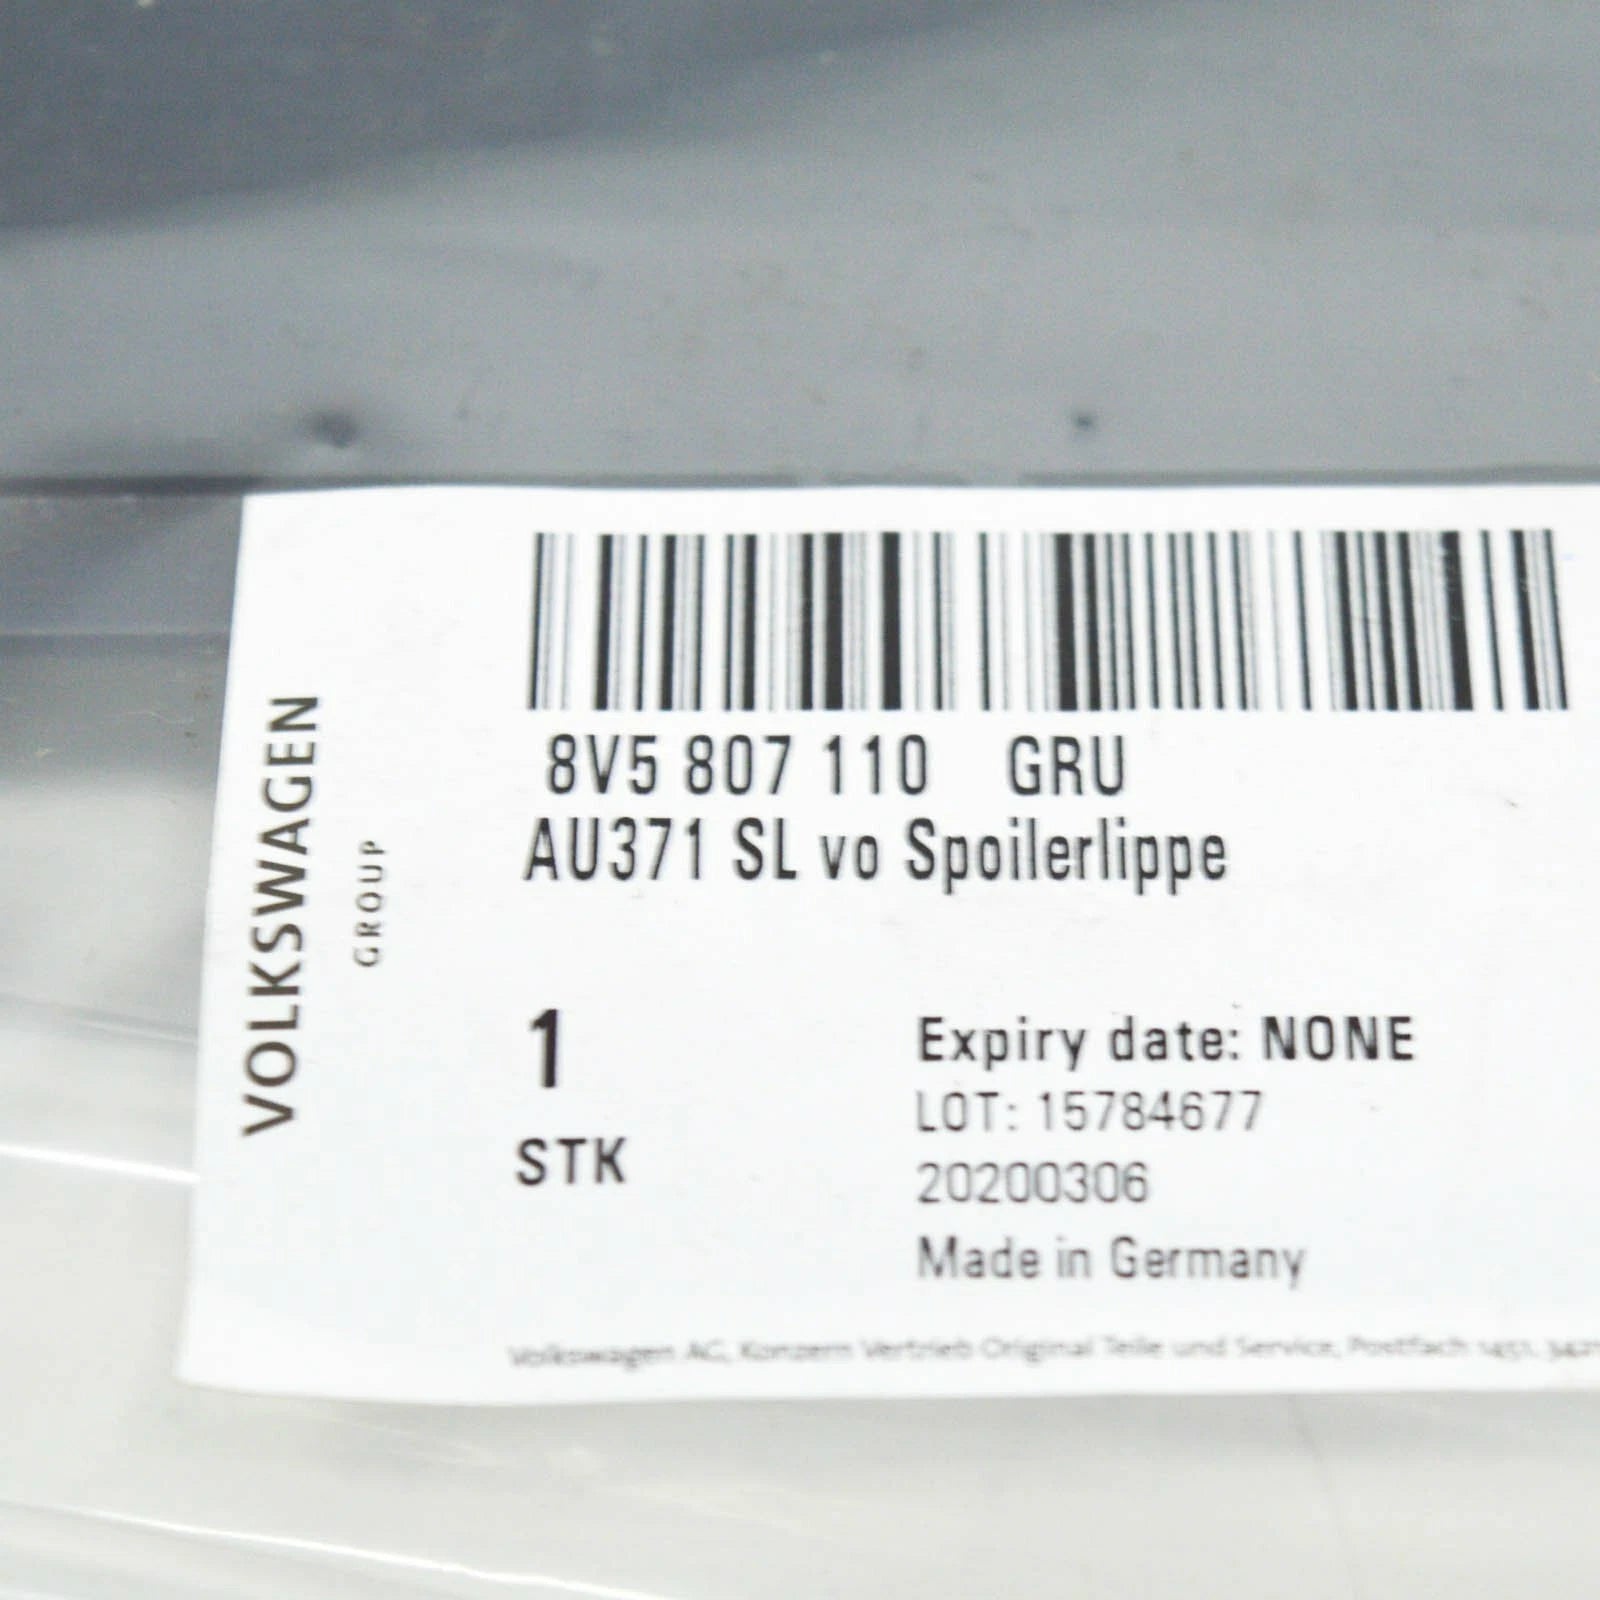 VOLKSWAGEN
GROUP
8V5 807 110 GRU
AU371 SL vo Spoilerlippe
1
STK
Expiry date: NONE
LOT: 15784677
20200306
Made in Germany
Volkswagen AG, Konzern Vertrieb Original Teile und Service, Postfach 1451,